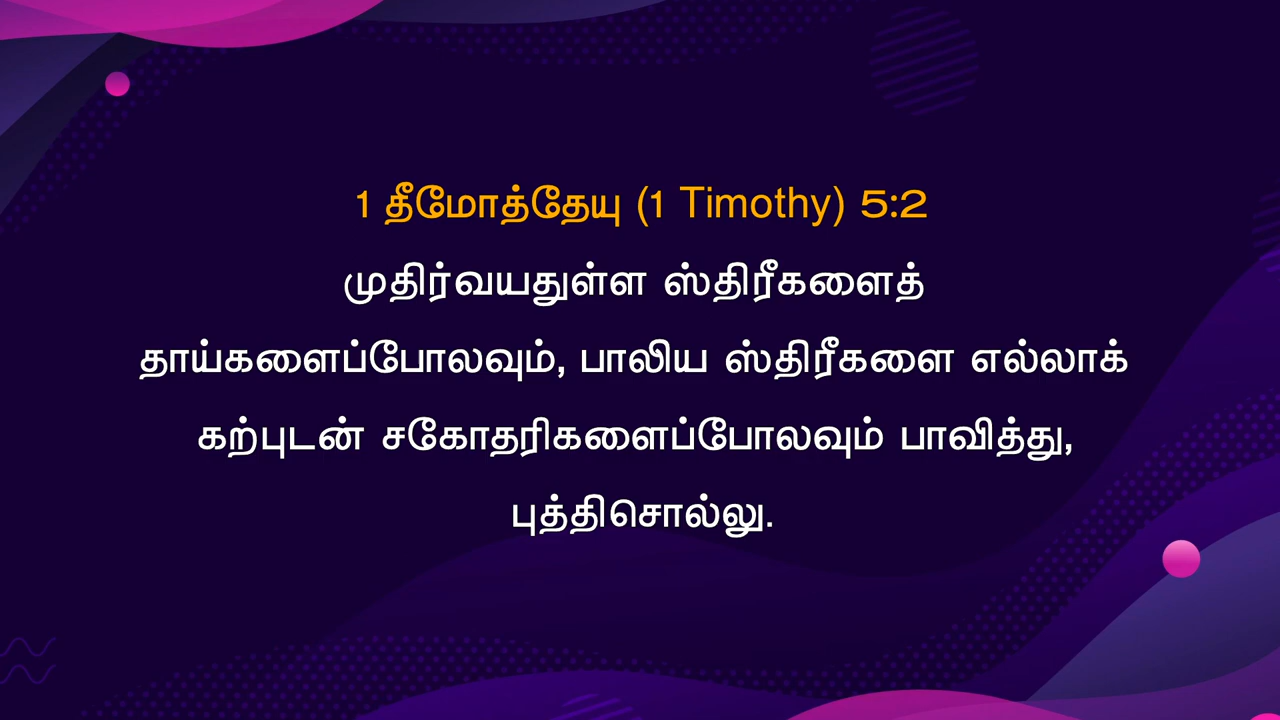 1 தீமோத்தேயு (1 Timothy) 5:2
முதிர்வயதுள்ள ஸ்திரீகளைத்
தாய்களைப்போலவும், பாலிய ஸ்திரீகளை எல்லாக்
கற்புடன் சகோதரிகளைப்போலவும் பாவித்து,
புத்திசொல்லு.